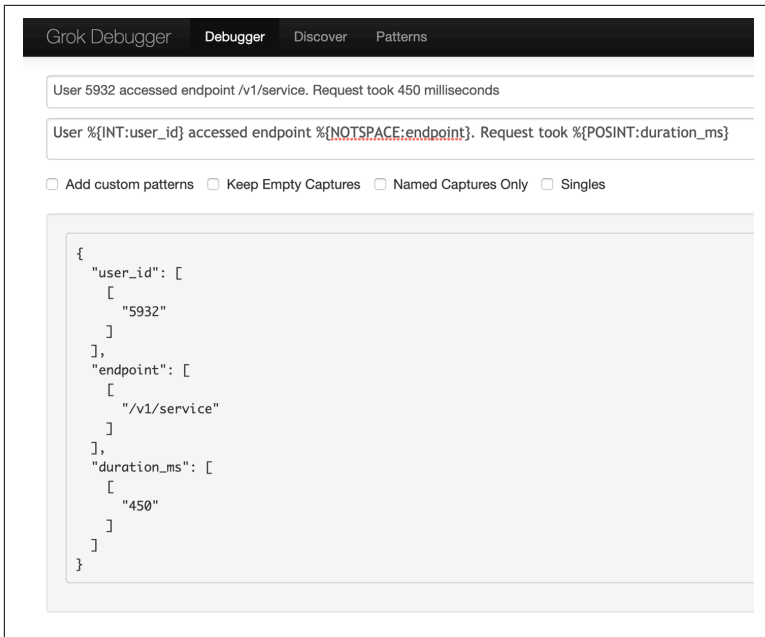 Grok Debugger Debugger Discover Patterns
User 5932 accessed endpoint /v1/service. Request took 450 milliseconds
User %{INT:user_id} accessed endpoint %{NOTSPACE:endpoint}. Request took %{POSINT:duration_ms}
Add custom patterns Keep Empty Captures Named Captures Only Singles
{
  "user_id": [
    [
      "5932"
    ]
  ],
  "endpoint": [
    [
      "/v1/service"
    ]
  ],
  "duration_ms": [
    [
      "450"
    ]
  ]
}